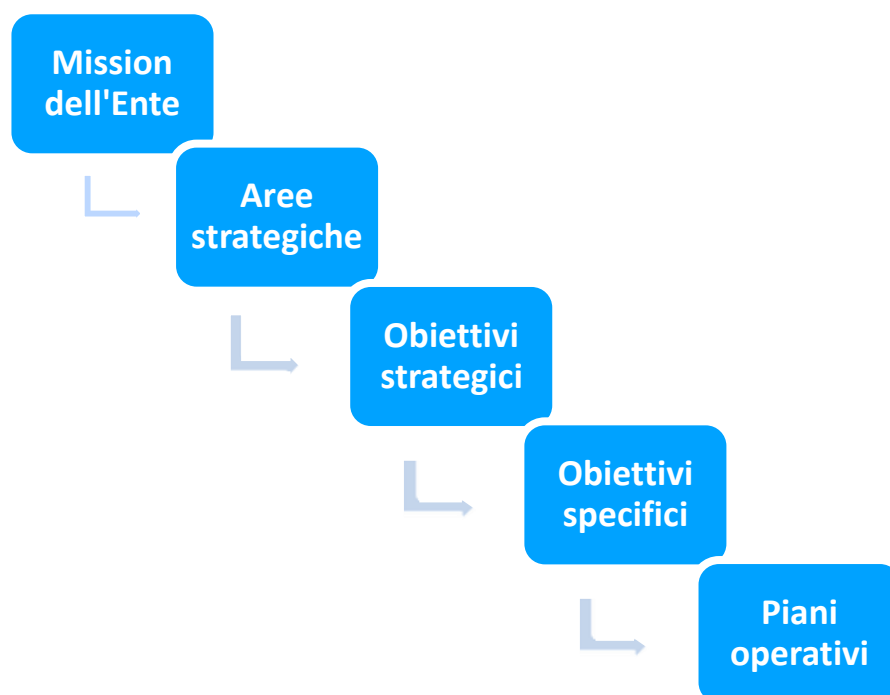 Mission
dell'Ente
Aree
strategiche
Obiettivi
strategici
Obiettivi
specifici
Piani
operativi